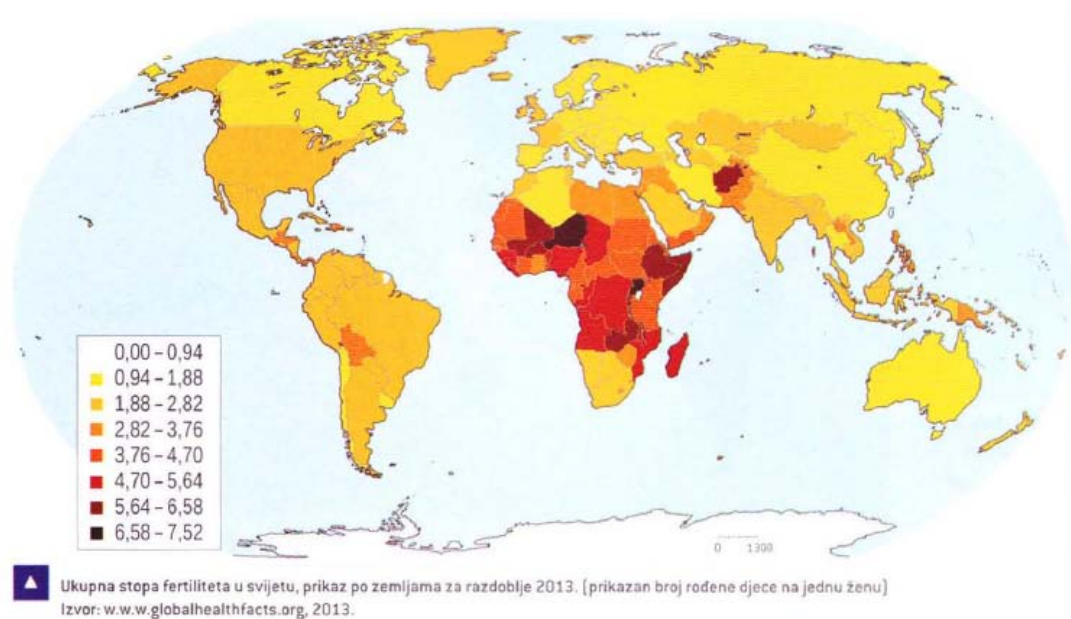 0,00 – 0,94
0,94 – 1,88
1,88 – 2,82
2,82 – 3,76
3,76 – 4,70
4,70 – 5,64
5,64 – 6,58
6,58 – 7,52
0 1300
Ukupna stopa fertiliteta u svijetu, prikaz po zemljama za razdoblje 2013. (prikazan broj rođene djece na jednu ženu)
Izvor: w.w.w.globalhealthfacts.org, 2013.